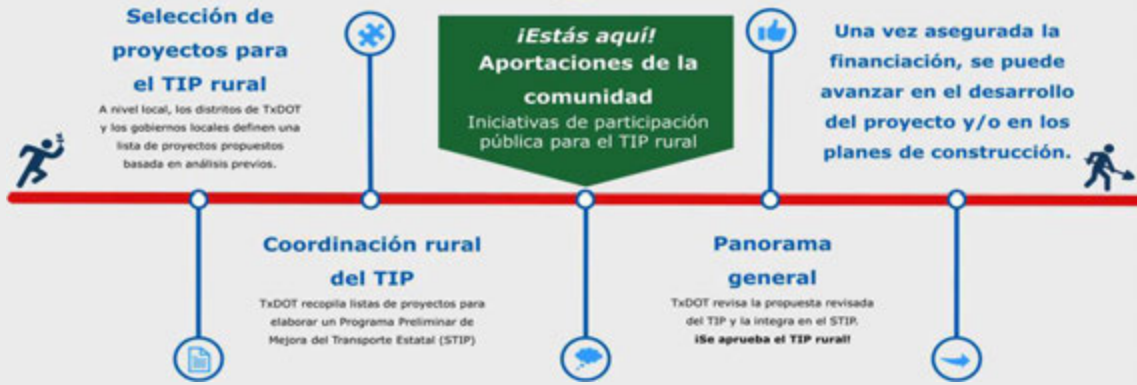 Selección de
proyectos para
el TIP rural
A nivel local, los distritos de TxDOT
y los gobiernos locales definen una
lista de proyectos propuestos
basada en análisis previos.
Coordinación rural
del TIP
TxDOT recopila listas de proyectos para
elaborar un Programa Preliminar de
Mejora del Transporte Estatal (STIP)
¡Estás aquí!
Aportaciones de la
comunidad
Iniciativas de participación
pública para el TIP rural
Panorama
general
TxDOT revisa la propuesta revisada
del TIP y la integra en el STIP.
¡Se aprueba el TIP rural!
Una vez asegurada la
financiación, se puede
avanzar en el desarrollo
del proyecto y/o en los
planes de construcción.